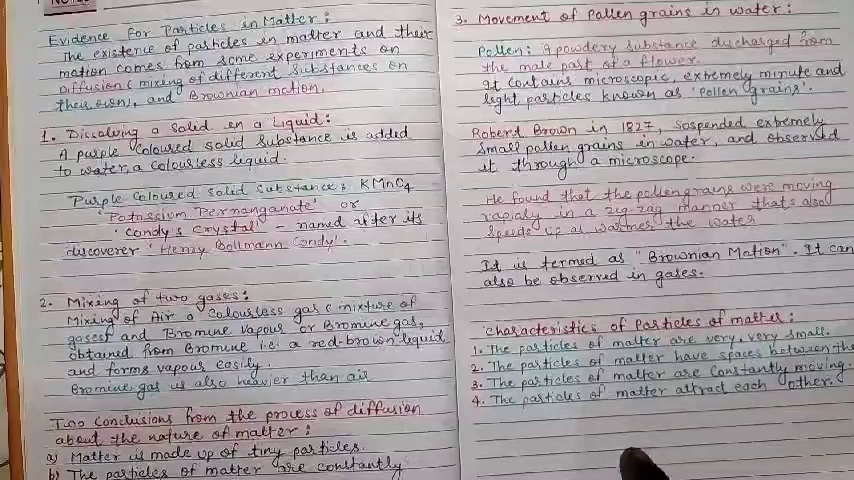 NOTES
Evidence for Particles in Matter:
The existence of particles in matter and their
motion comes from some experiments on
Diffusion (mixing of different substances on
their own), and Brownian motion.
1. Dissolving a Solid in a Liquid:
A purple coloured solid substance is added
to water, a colourless liquid.
Purple coloured solid substance: KMnC4
'Potassium Permanganate' or
'Condy's Crystal' - named after its
discoverer 'Henry Bollmann Condy'.
2. Mixing of two gases:
Mixing of Air a colourless gas (mixture of
gases) and Bromine Vapour or Bromine gas,
obtained from Bromine i.e. a red-brown liquid
and forms vapours easily.
Bromine gas is also heavier than air
Two Conclusions from the process of diffusion
about the nature of matter:
a) Matter is made up of tiny particles.
b) The particles of matter are constantly
3. Movement of Pollen grains in water:
Pollen: A powdery substance discharged from
the male part of a flower.
It contains microscopic, extremely minute and
light particles known as 'Pollen grains'.
Roberd Brown in 1827, suspended extremely
small pollen grains in water, and observed
it through a microscope.
He found that the pollen grains were moving
rapidly in a zig-zag manner thats also
speeds up as warmer the water
It is termed as "Brownian Motion". It can
also be observed in gases.
Characteristics of Particles of matter:
1. The particles of matter are very, very small.
2. The particles of matter have spaces between
3. The particles of matter are constantly moving.
4. The particles of matter attract each other.